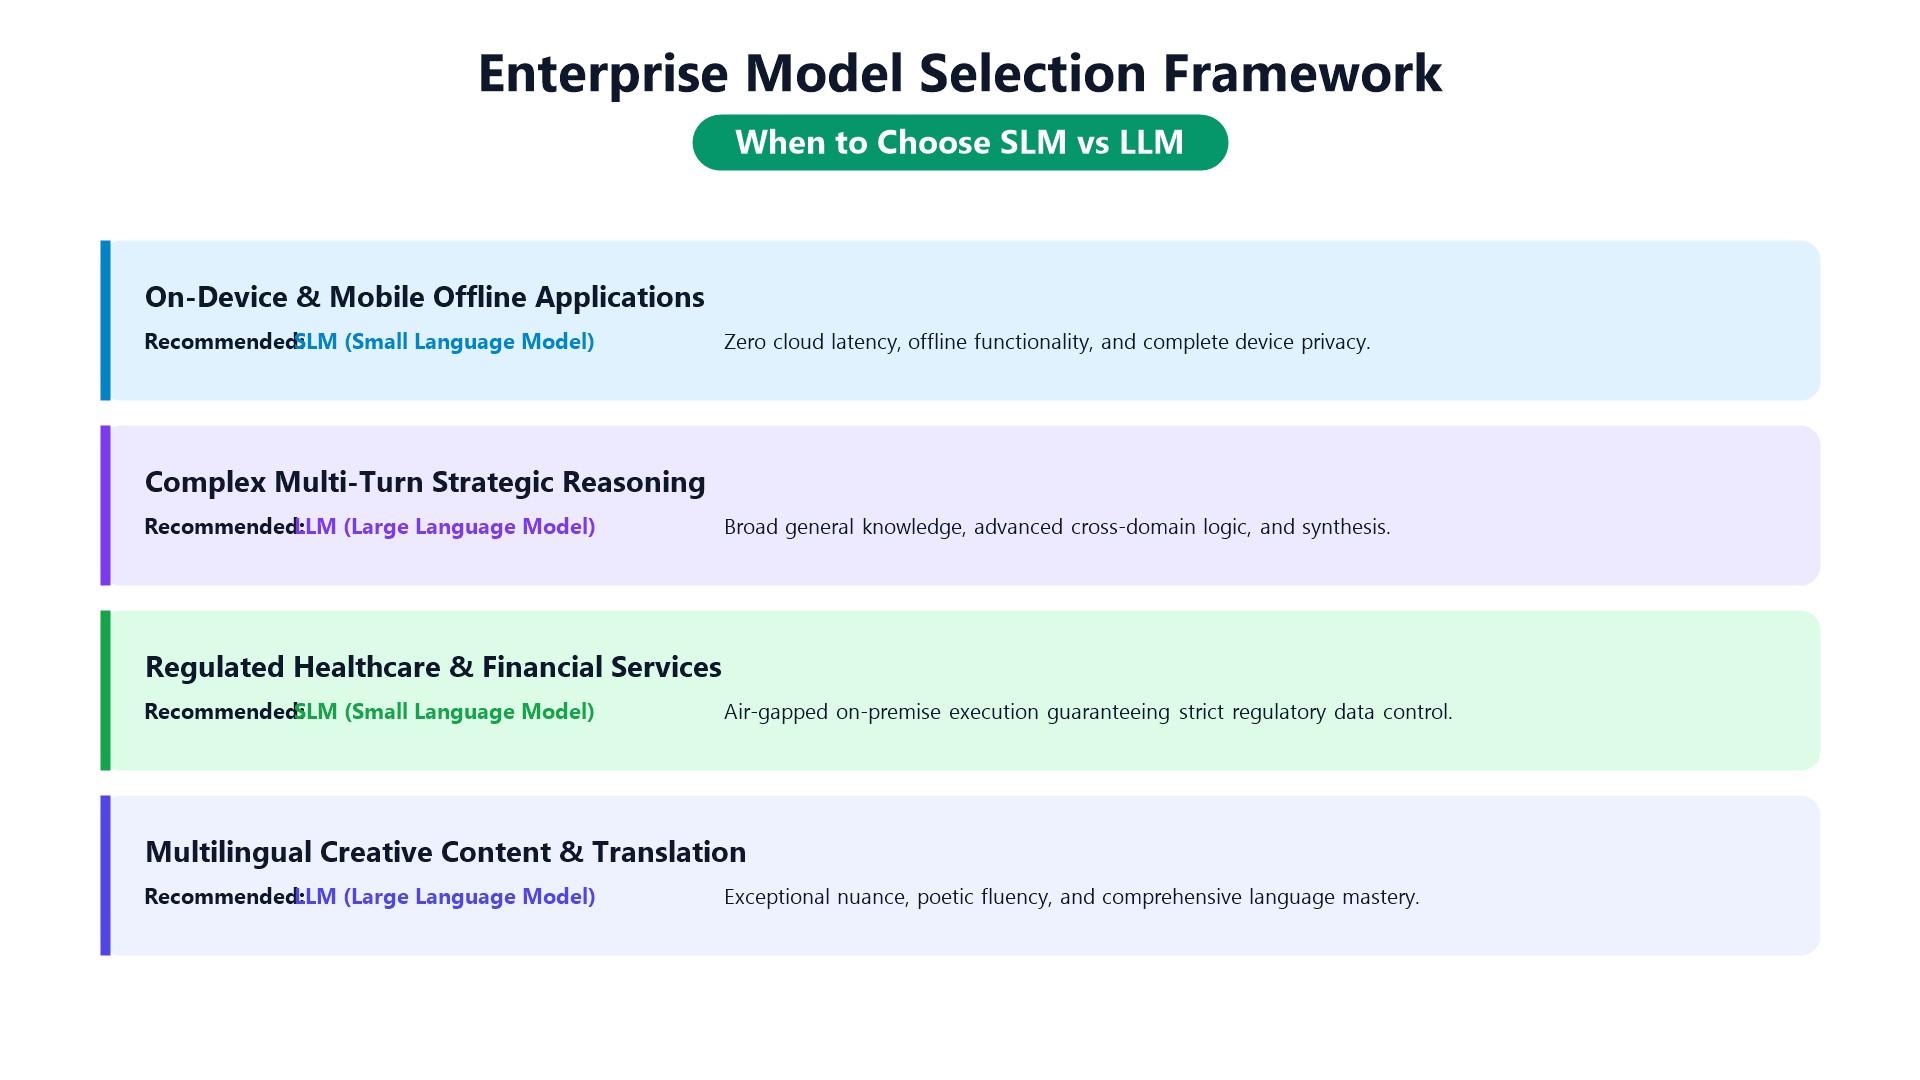 Enterprise Model Selection Framework
When to Choose SLM vs LLM
On-Device & Mobile Offline Applications
Recommended: SLM (Small Language Model) Zero cloud latency, offline functionality, and complete device privacy.
Complex Multi-Turn Strategic Reasoning
Recommended: LLM (Large Language Model) Broad general knowledge, advanced cross-domain logic, and synthesis.
Regulated Healthcare & Financial Services
Recommended: SLM (Small Language Model) Air-gapped on-premise execution guaranteeing strict regulatory data control.
Multilingual Creative Content & Translation
Recommended: LLM (Large Language Model) Exceptional nuance, poetic fluency, and comprehensive language mastery.